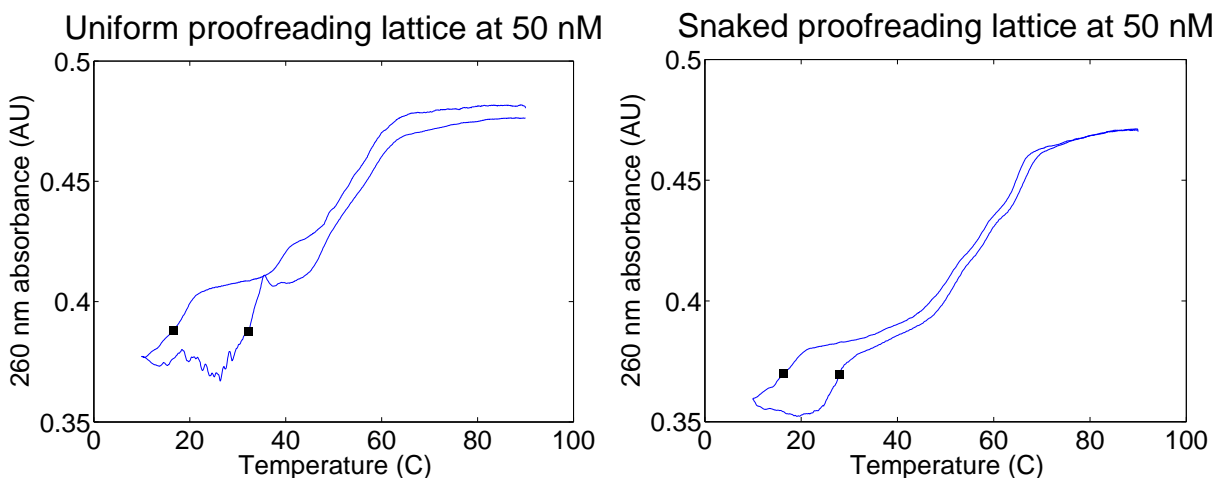 Uniform proofreading lattice at 50 nM
0.5
0.45
0.4
0.35
260 nm absorbance (AU)
0 20 40 60 80 100
Temperature (C)
Snaked proofreading lattice at 50 nM
0.5
0.45
0.4
0.35
260 nm absorbance (AU)
0 20 40 60 80 100
Temperature (C)